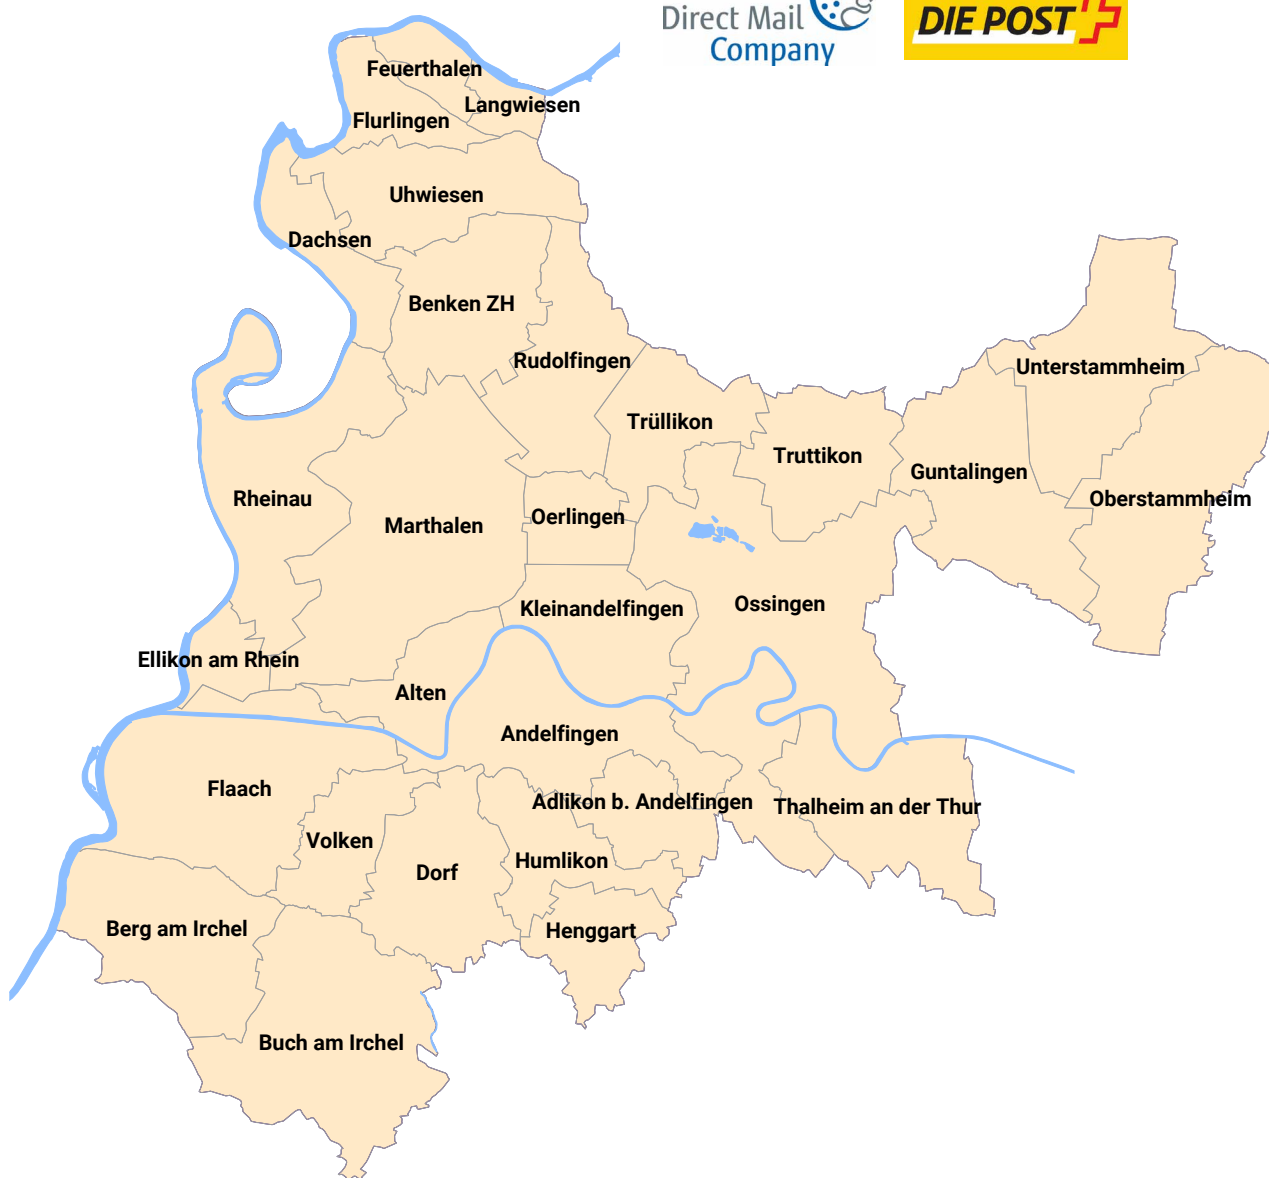 Direct Mail
Company
DIE POST
Feuerthalen
Langwiesen
Flurlingen
Uhwiesen
Dachsen
Benken ZH
Rudolfingen
Unterstammheim
Trüllikon
Truttikon
Guntalingen
Rheinau
Oberstammheim
Marthalen
Oerlingen
Kleinandelfingen
Ossingen
Ellikon am Rhein
Alten
Andelfingen
Flaach
Adlikon b. Andelfingen
Thalheim an der Thur
Volken
Humlikon
Dorf
Berg am Irchel
Henggart
Buch am Irchel